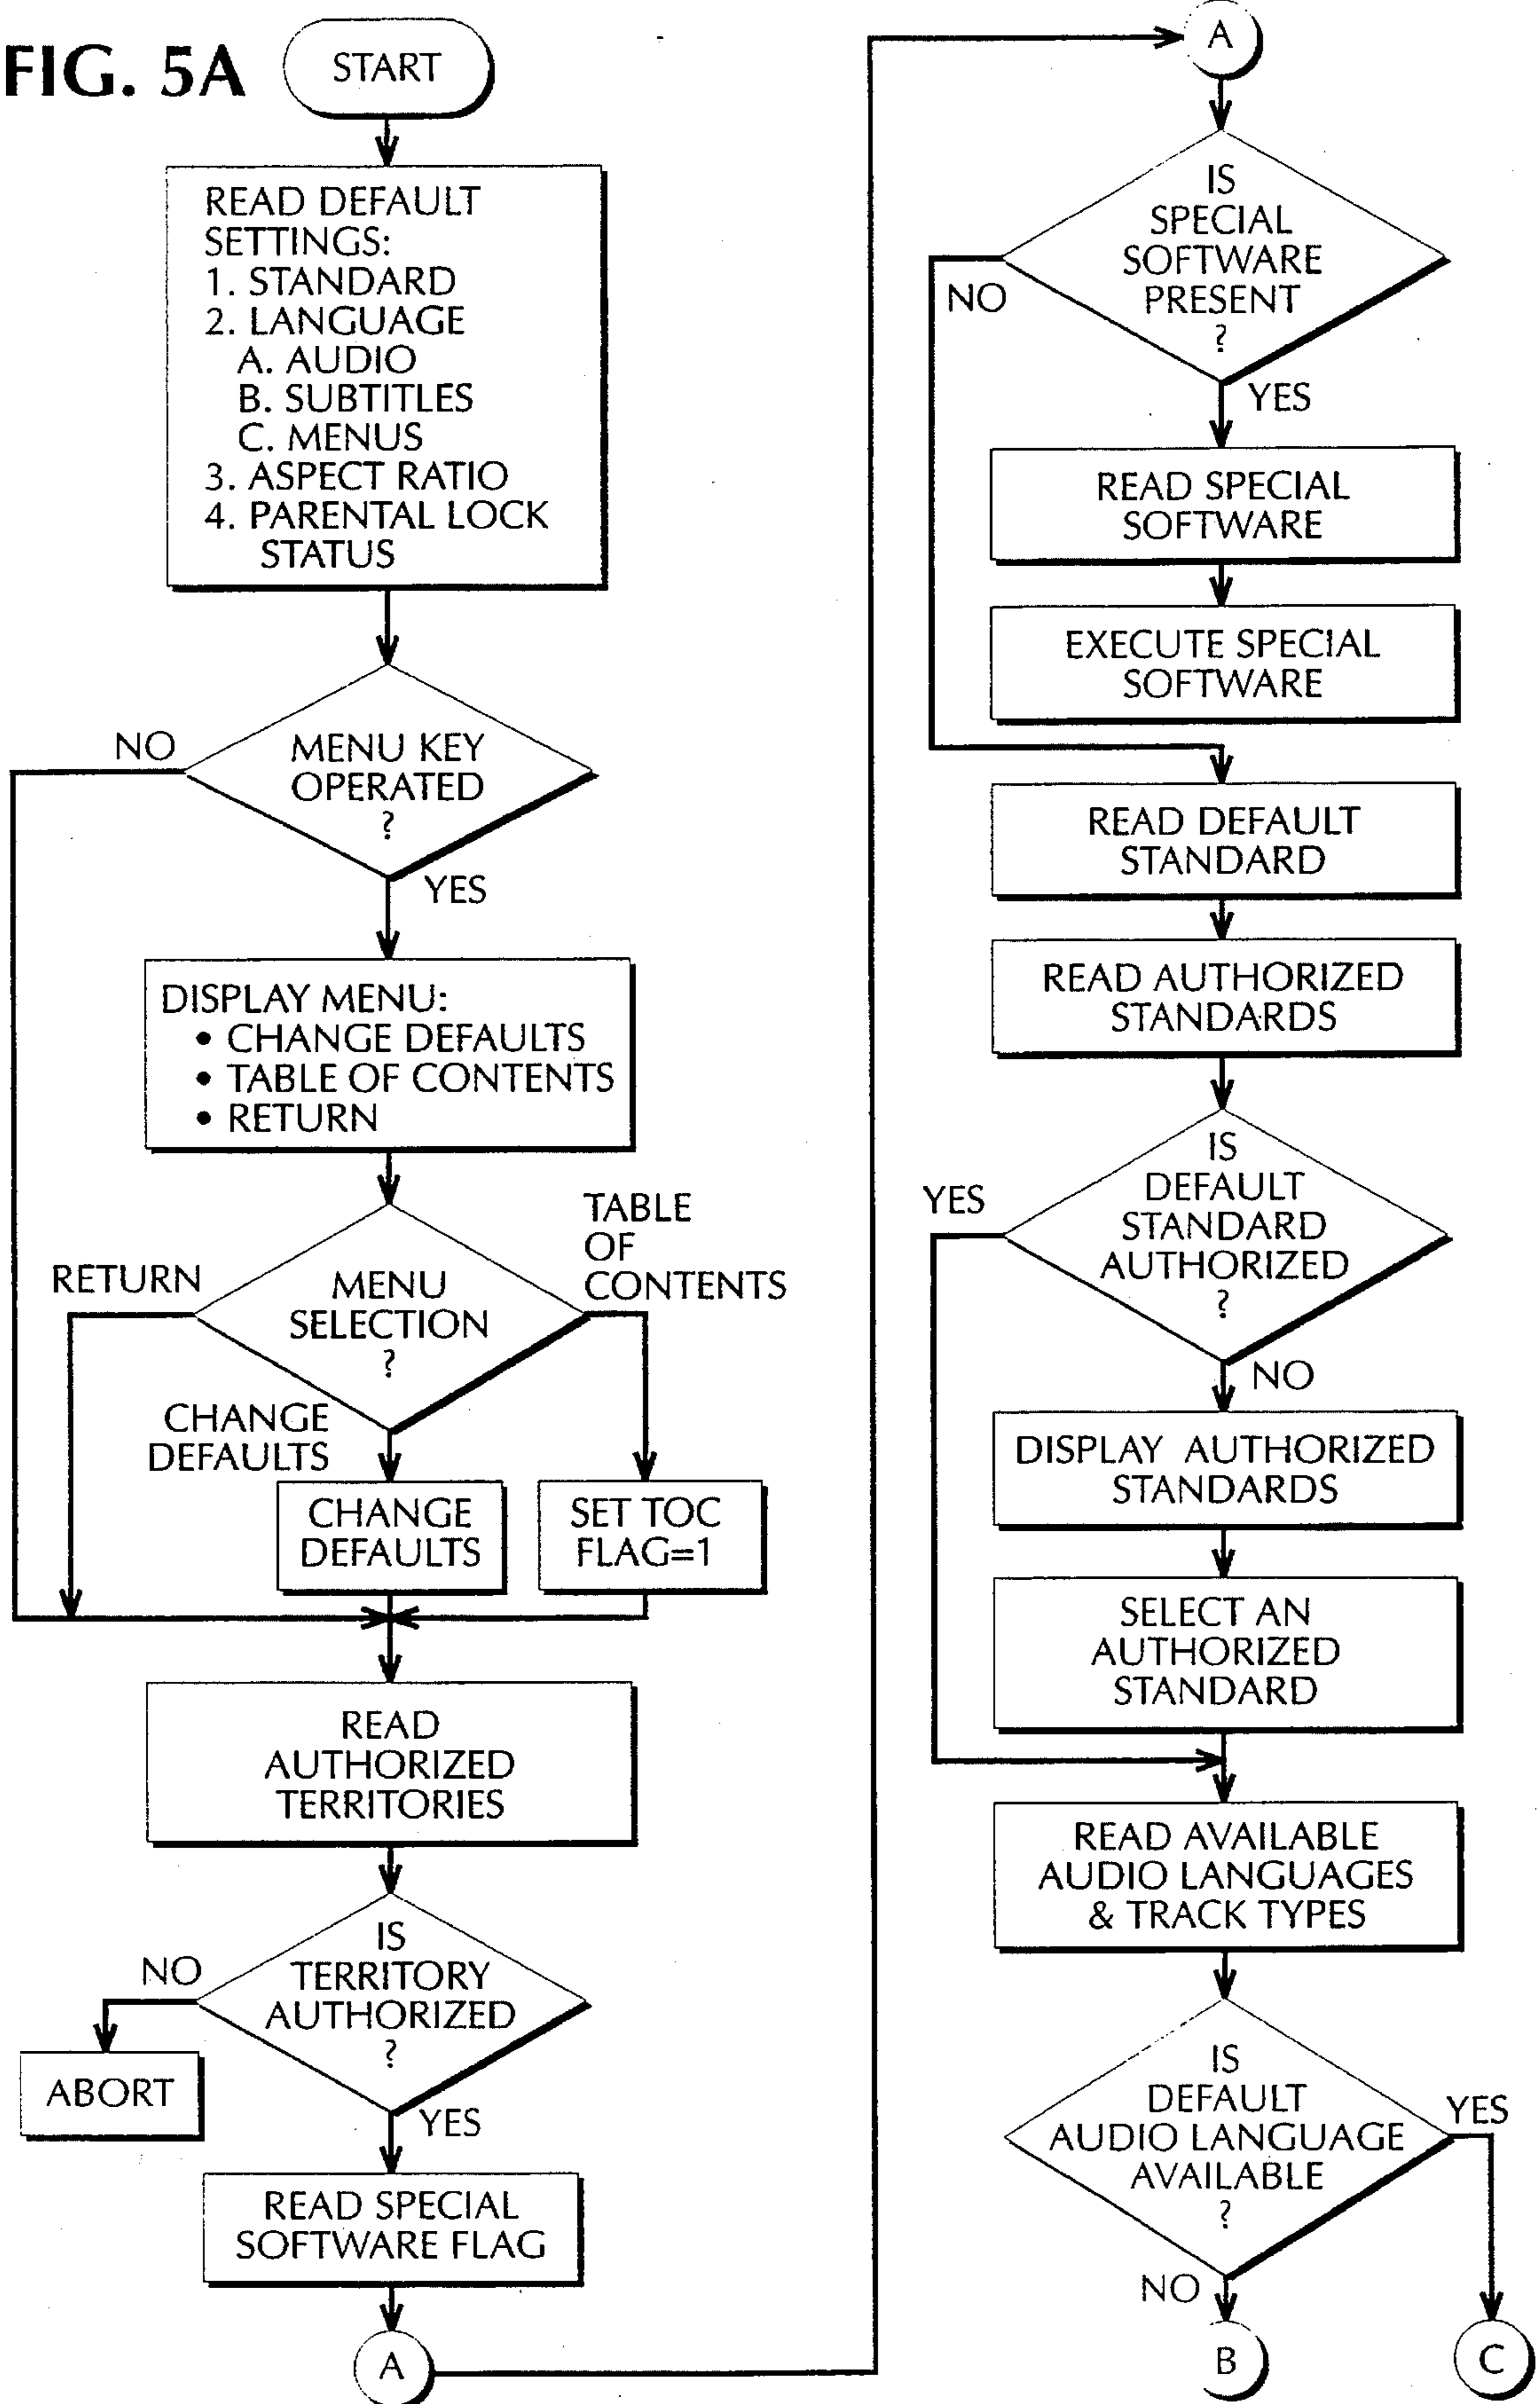 FIG. 5A
START
READ DEFAULT
SETTINGS:
1. STANDARD
2. LANGUAGE
A. AUDIO
B. SUBTITLES
C. MENUS
3. ASPECT RATIO
4. PARENTAL LOCK
STATUS
NO
MENU KEY
OPERATED
?
YES
DISPLAY MENU:
• CHANGE DEFAULTS
• TABLE OF CONTENTS
• RETURN
TABLE
OF
CONTENTS
RETURN
MENU
SELECTION
?
CHANGE
DEFAULTS
CHANGE
DEFAULTS
SET TOC
FLAG=1
READ
AUTHORIZED
TERRITORIES
NO
IS
TERRITORY
AUTHORIZED
?
ABORT
YES
READ SPECIAL
SOFTWARE FLAG
A
A
IS
SPECIAL
SOFTWARE
PRESENT
?
NO
YES
READ SPECIAL
SOFTWARE
EXECUTE SPECIAL
SOFTWARE
READ DEFAULT
STANDARD
READ AUTHORIZED
STANDARDS
YES
IS
DEFAULT
STANDARD
AUTHORIZED
?
NO
DISPLAY AUTHORIZED
STANDARDS
SELECT AN
AUTHORIZED
STANDARD
READ AVAILABLE
AUDIO LANGUAGES
& TRACK TYPES
IS
DEFAULT
AUDIO LANGUAGE
AVAILABLE
?
YES
NO
B
C